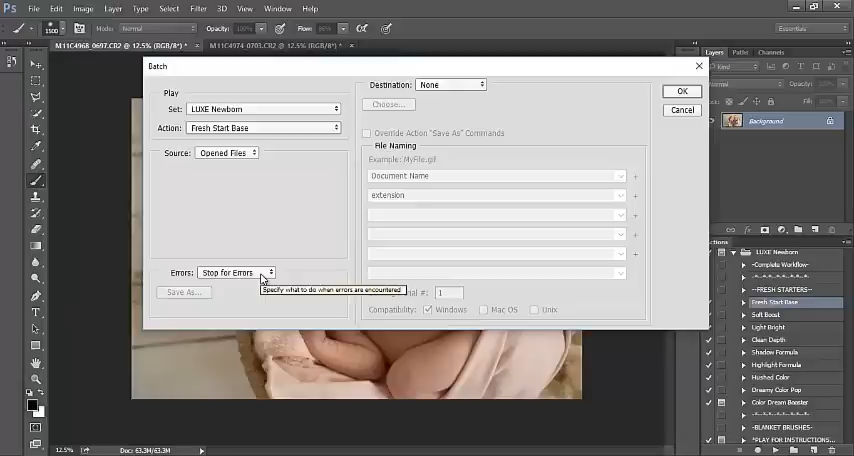 Ps File Edit Image Layer Type Select Filter 3D View Window Help
1500 Mode: Normal Opacity: 100% Flow: Essentials
M11C4968_0697.CR2 @ 12.5% (RGB/8*) * × M11C4974_0703.CR2 @ 12.5% (RGB/8*) * ×
Layers Paths Channels
Kind
Normal Opacity: 100%
Fill:
Background
Batch
Play
Set: LUXE Newborn
Action: Fresh Start Base
Source: Opened Files
Errors: Stop for Errors
Save As...
Specify what to do when errors are encountered
Destination: None
Choose...
Override Action "Save As" Commands
File Naming
Example: MyFile.gif
Document Name +
extension +
+
+
+
#: 1
Compatibility: Windows Mac OS Unix
OK
Cancel
Actions
LUXE Newborn
-Complete Workflow-
-*-*-*-*-*-*-*-*-
--FRESH STARTERS--
Fresh Start Base
Soft Boost
Light Bright
Clean Depth
Shadow Formula
Highlight Formula
Hushed Color
Dreamy Color Pop
Color Dream Booster
-*-*-*-*-*-*-*-*-
-BLANKET BRUSHES-
*PLAY FOR INSTRUCTIONS...
12.5% Doc: 63.3M/63.3M